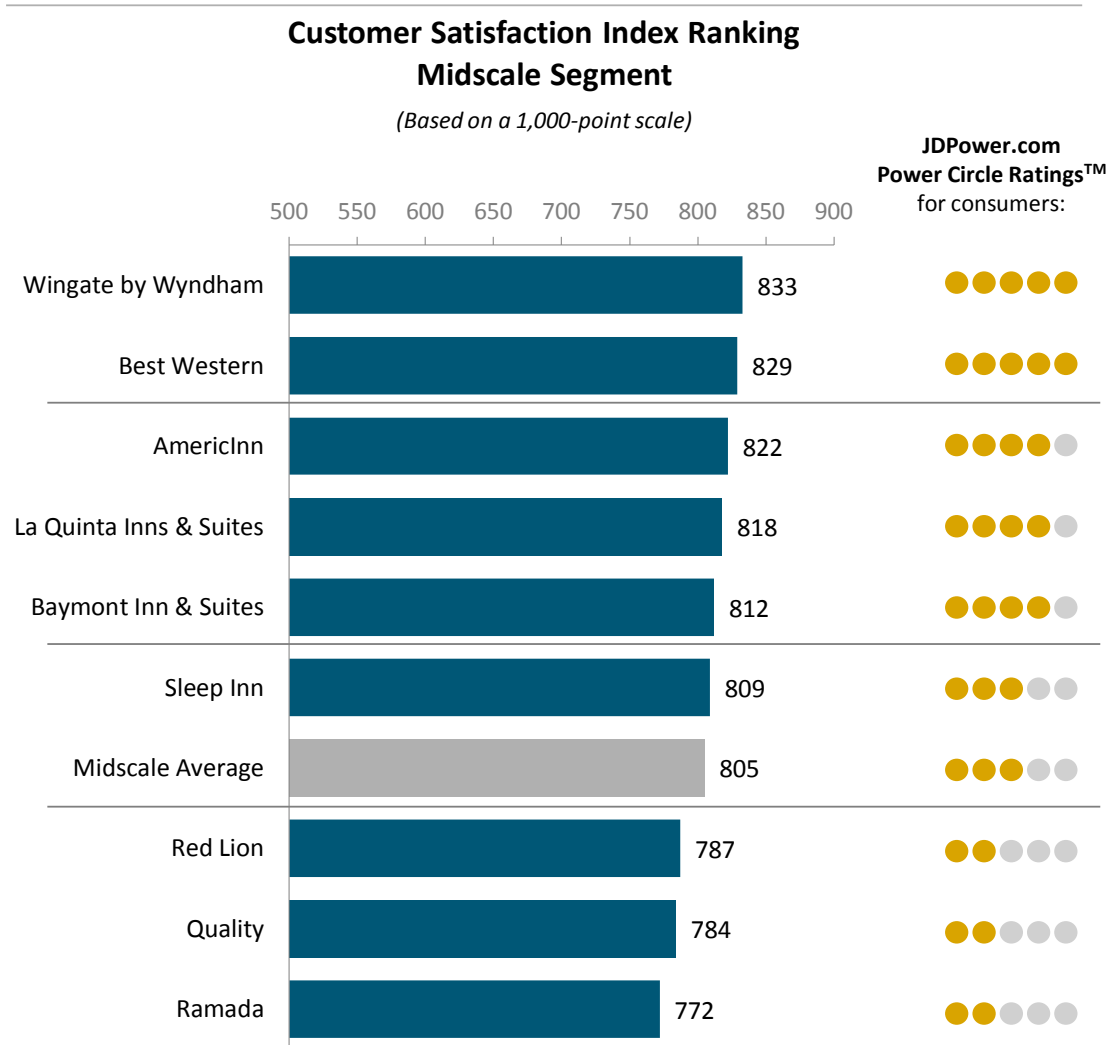 Customer Satisfaction Index Ranking
Midscale Segment
(Based on a 1,000-point scale)
JDPower.com
Power Circle Ratings™
for consumers:
500 550 600 650 700 750 800 850 900
Wingate by Wyndham 833
Best Western 829
AmericInn 822
La Quinta Inns & Suites 818
Baymont Inn & Suites 812
Sleep Inn 809
Midscale Average 805
Red Lion 787
Quality 784
Ramada 772